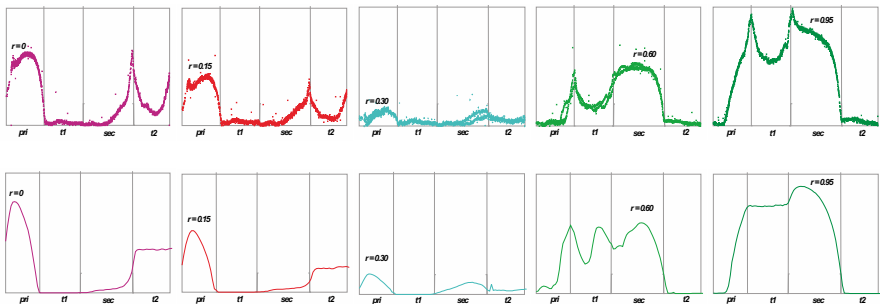 r = 0
r = 0.15
r = 0.30
r = 0.60
r = 0.95
pri t1 sec t2
pri t1 sec t2
pri t1 sec t2
pri t1 sec t2
pri t1 sec t2
r = 0
r = 0.15
r = 0.30
r = 0.60
r = 0.95
pri t1 sec t2
pri t1 sec t2
pri t1 sec t2
pri t1 sec t2
pri t1 sec t2